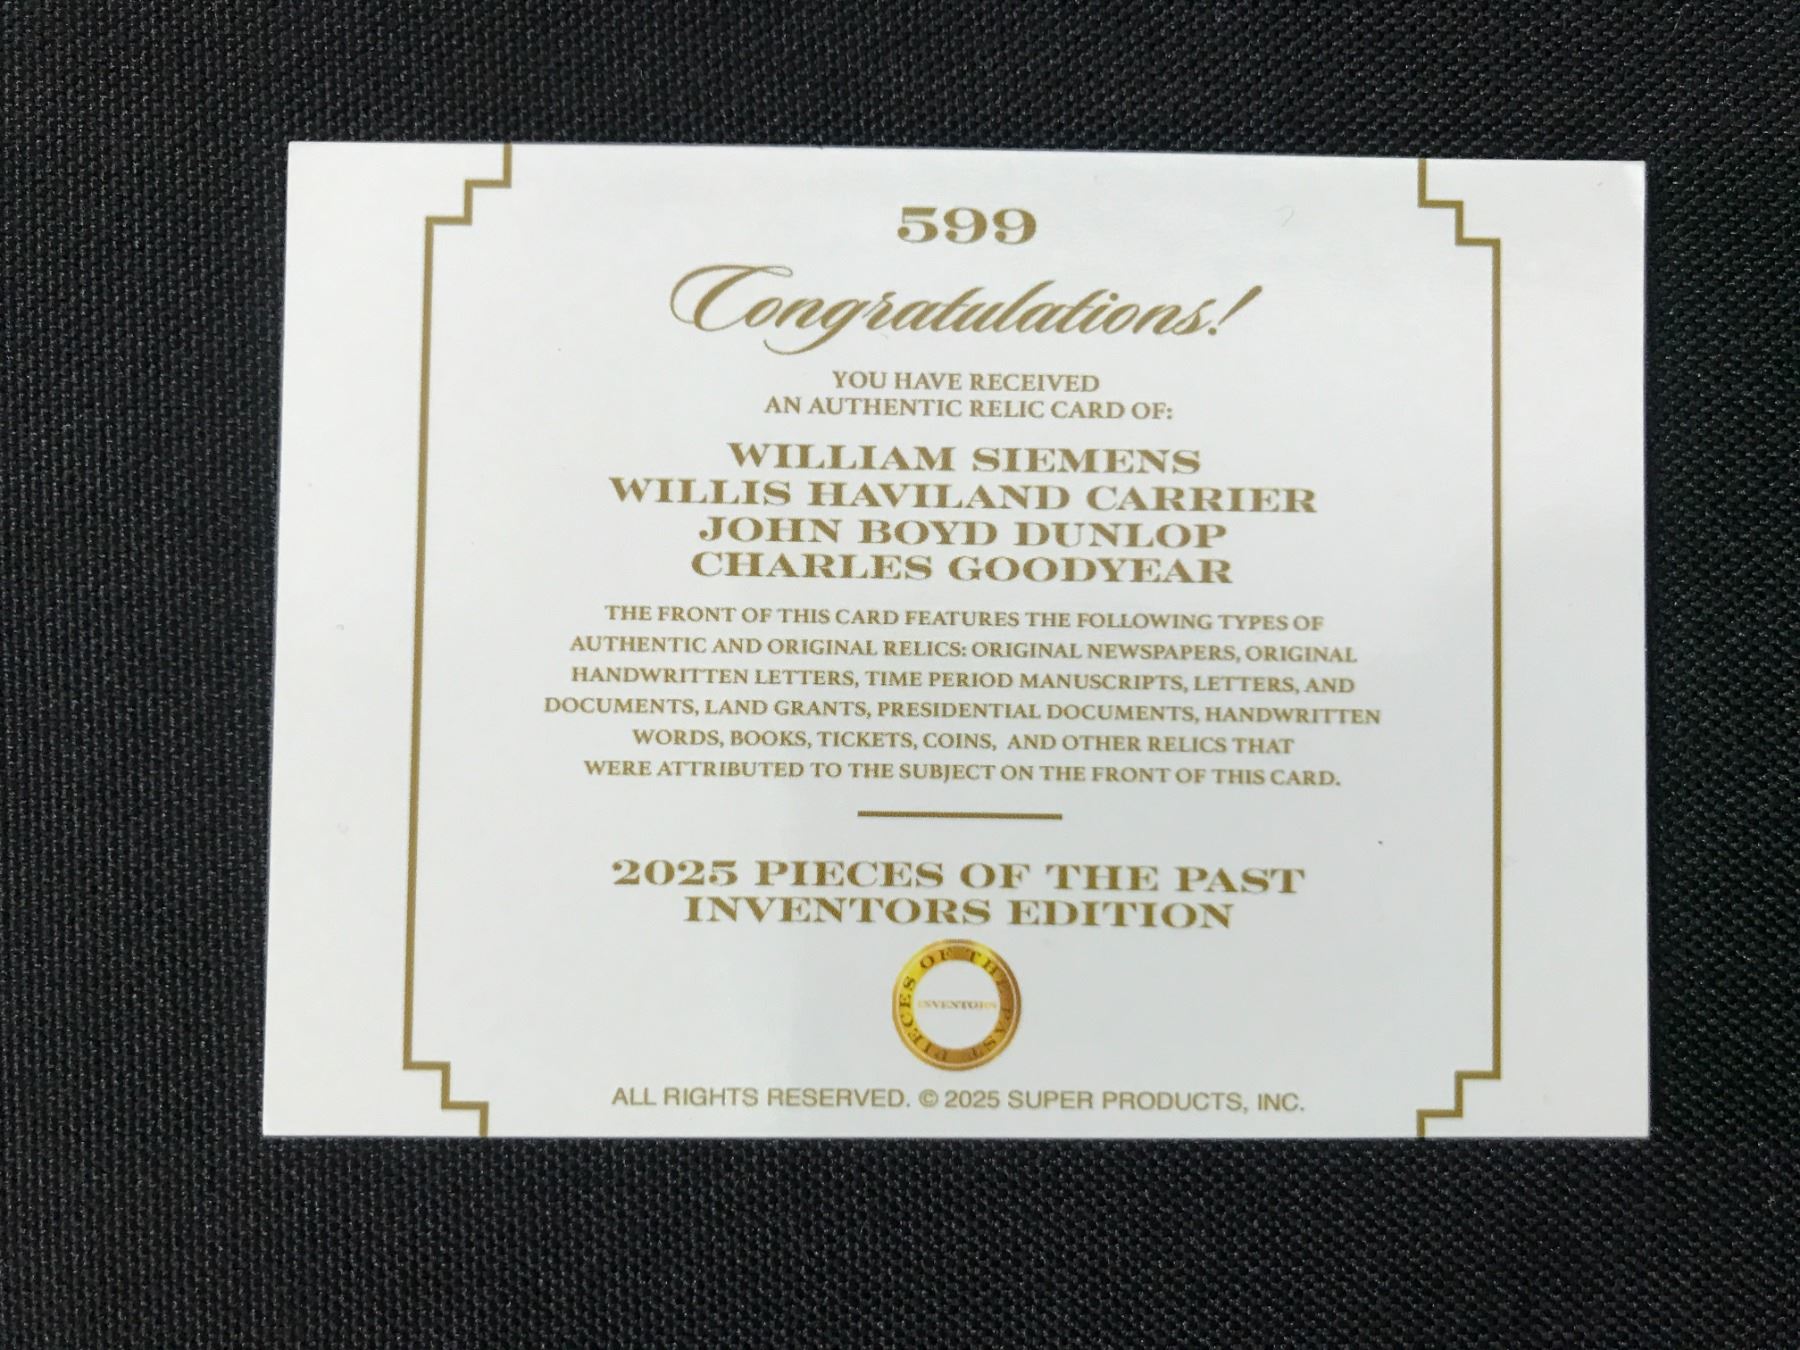 599
Congratulations!
YOU HAVE RECEIVED
AN AUTHENTIC RELIC CARD OF:
WILLIAM SIEMENS
WILLIS HAVILAND CARRIER
JOHN BOYD DUNLOP
CHARLES GOODYEAR
THE FRONT OF THIS CARD FEATURES THE FOLLOWING TYPES OF
AUTHENTIC AND ORIGINAL RELICS: ORIGINAL NEWSPAPERS, ORIGINAL
HANDWRITTEN LETTERS, TIME PERIOD MANUSCRIPTS, LETTERS, AND
DOCUMENTS, LAND GRANTS, PRESIDENTIAL DOCUMENTS, HANDWRITTEN
WORDS, BOOKS, TICKETS, COINS, AND OTHER RELICS THAT
WERE ATTRIBUTED TO THE SUBJECT ON THE FRONT OF THIS CARD.
2025 PIECES OF THE PAST
INVENTORS EDITION
PIECES OF THE PAST
INVENTORS
ALL RIGHTS RESERVED. © 2025 SUPER PRODUCTS, INC.